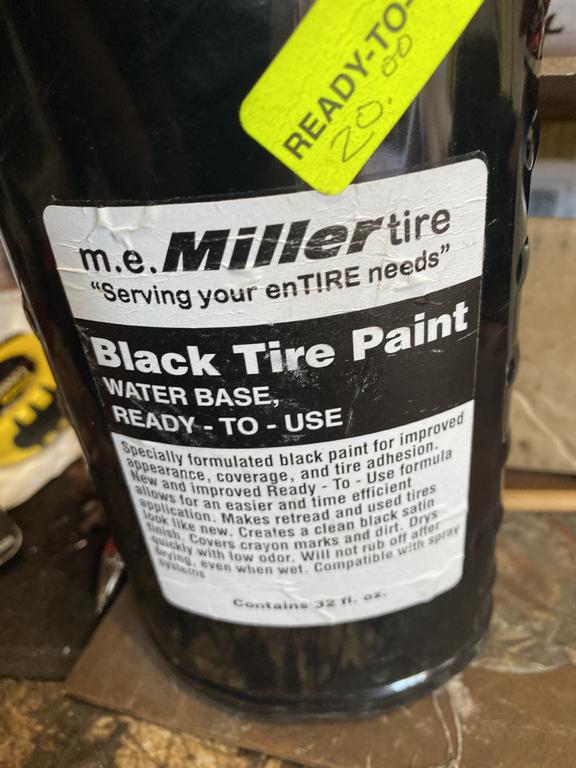 READY-TO-
20.00
m.e.Millertire
"Serving your enTIRE needs"
Black Tire Paint
WATER BASE,
READY - TO - USE
Specially formulated black paint for improved
appearance, coverage, and tire adhesion.
New and improved Ready - To - Use formula
allows for an easier and time efficient
application. Makes retread and used tires
look like new. Creates a clean black satin
finish. Covers crayon marks and dirt. Drys
quickly with low odor. Will not rub off after
drying, even when wet. Compatible with spray
systems
Contains 32 fl. oz.